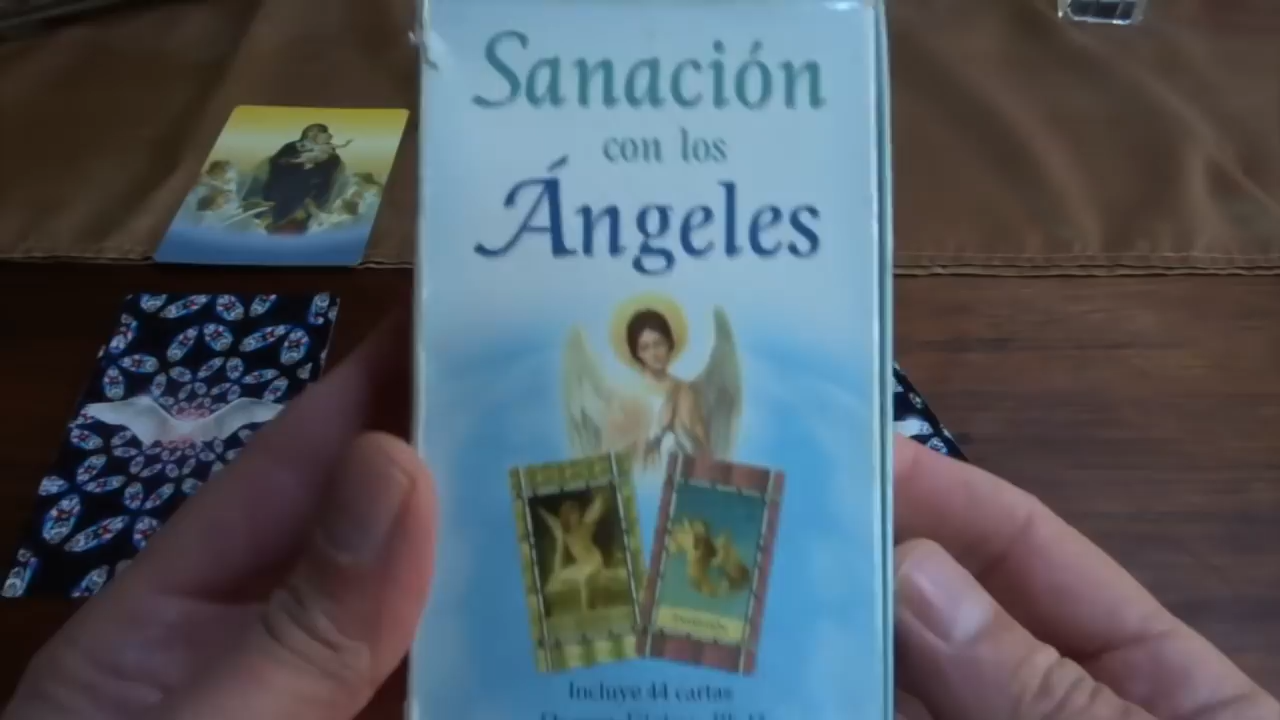 Sanación
con los
Ángeles
Incluye 44 cartas